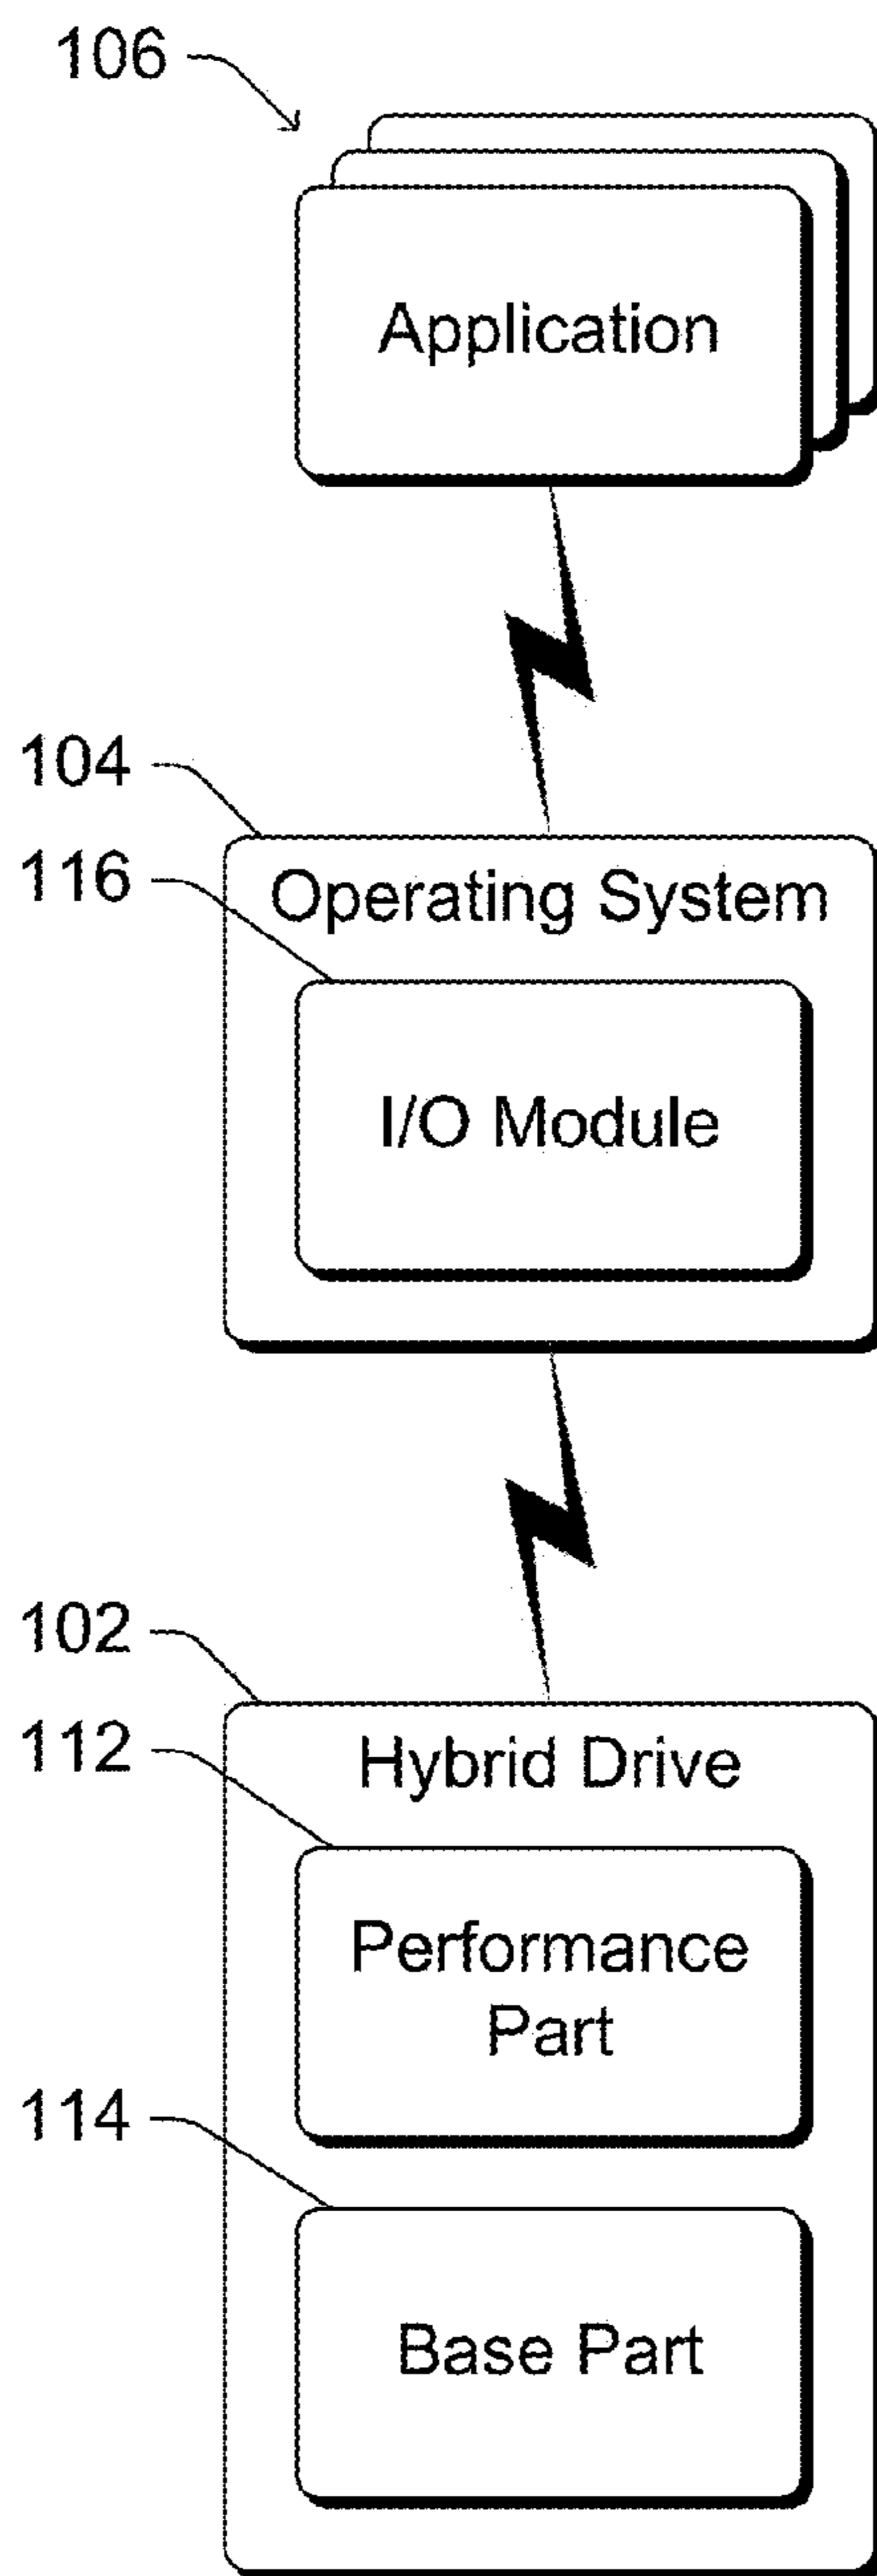 106
Application
104
116
Operating System
I/O Module
102
112
Hybrid Drive
Performance
Part
114
Base Part